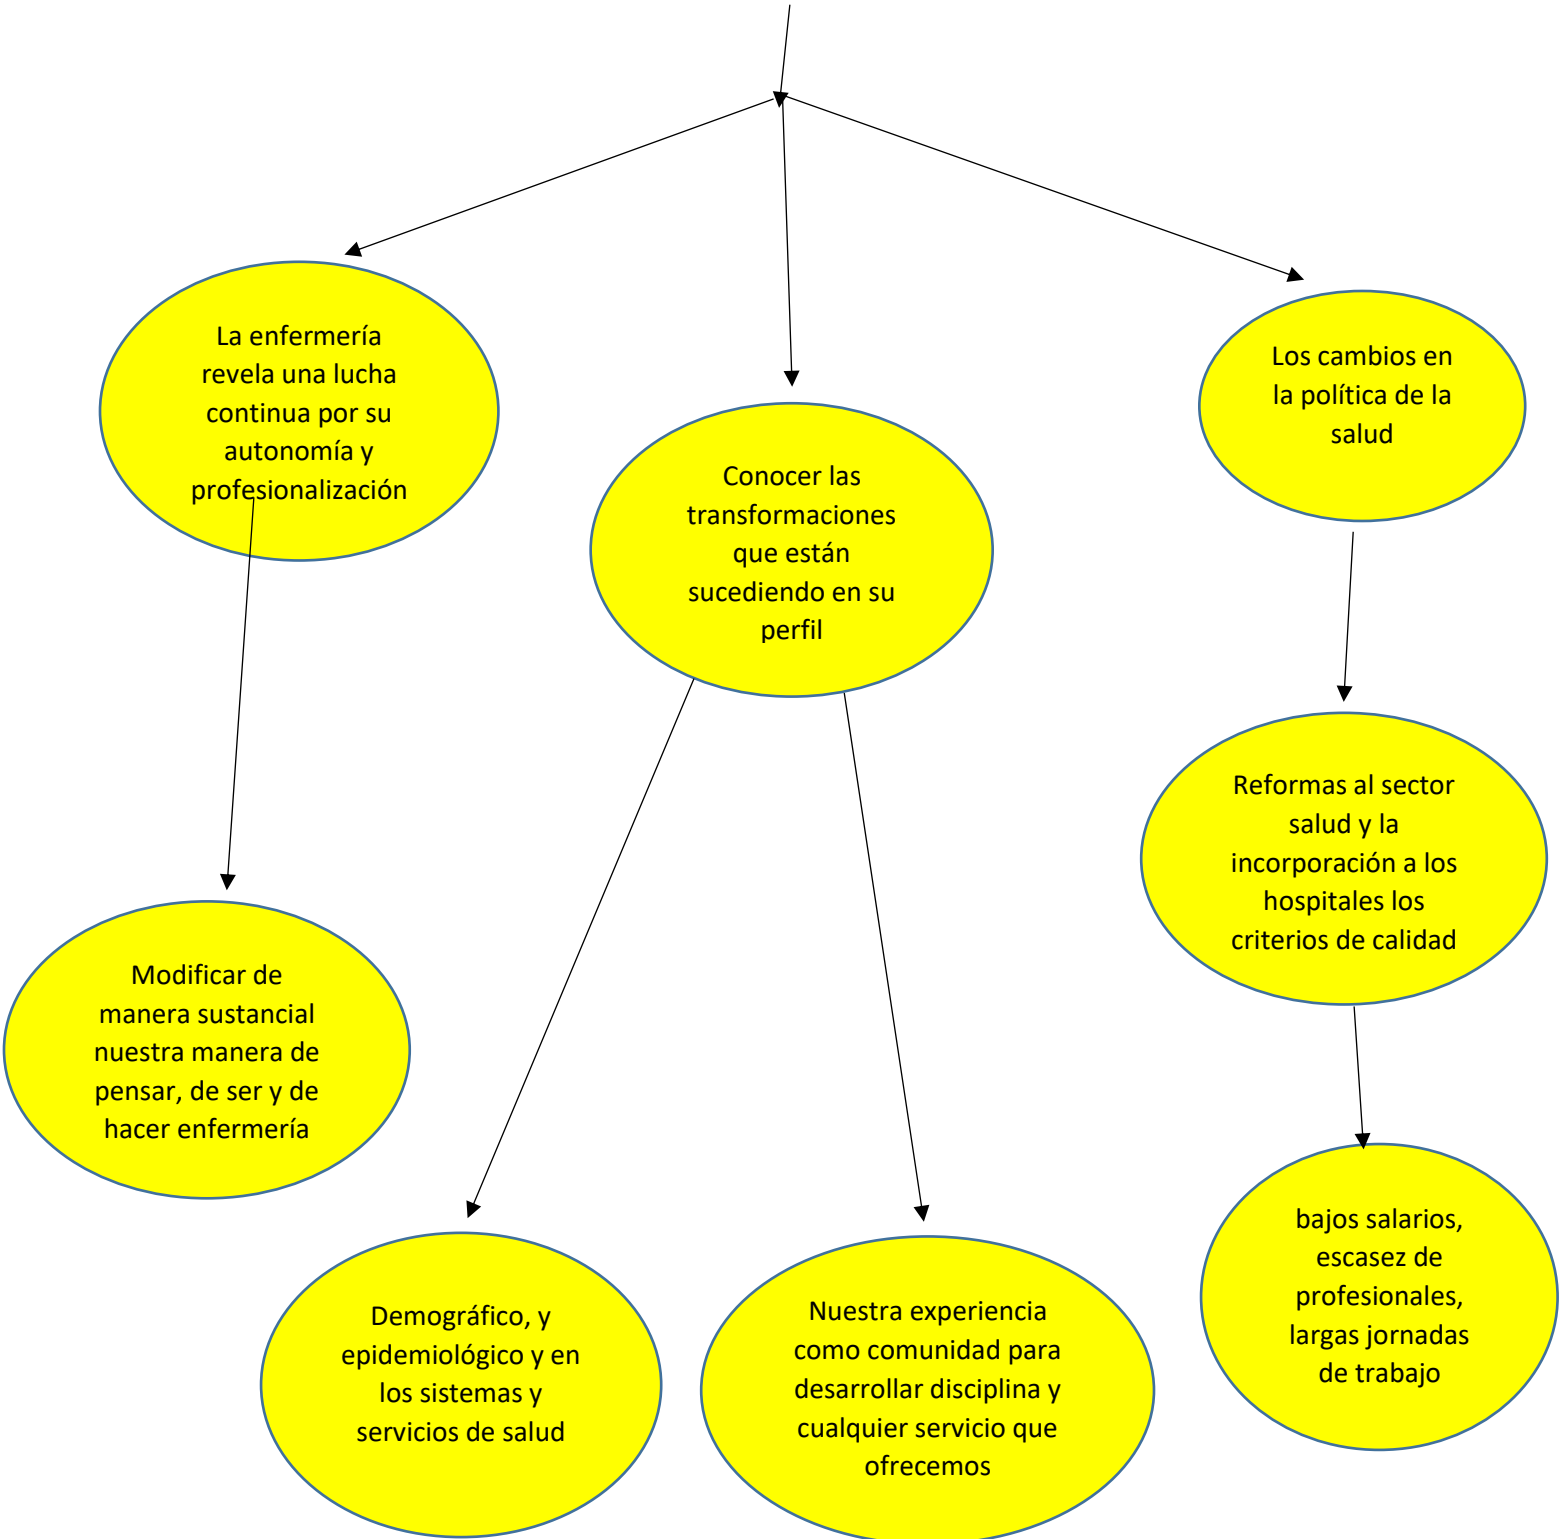 La enfermería
revela una lucha
continua por su
autonomía y
profesionalización
Conocer las
transformaciones
que están
sucediendo en su
perfil
Los cambios en
la política de la
salud
Reformas al sector
salud y la
incorporación a los
hospitales los
criterios de calidad
Modificar de
manera sustancial
nuestra manera de
pensar, de ser y de
hacer enfermería
Demográfico, y
epidemiológico y en
los sistemas y
servicios de salud
Nuestra experiencia
como comunidad para
desarrollar disciplina y
cualquier servicio que
ofrecemos
bajos salarios,
escasez de
profesionales,
largas jornadas
de trabajo